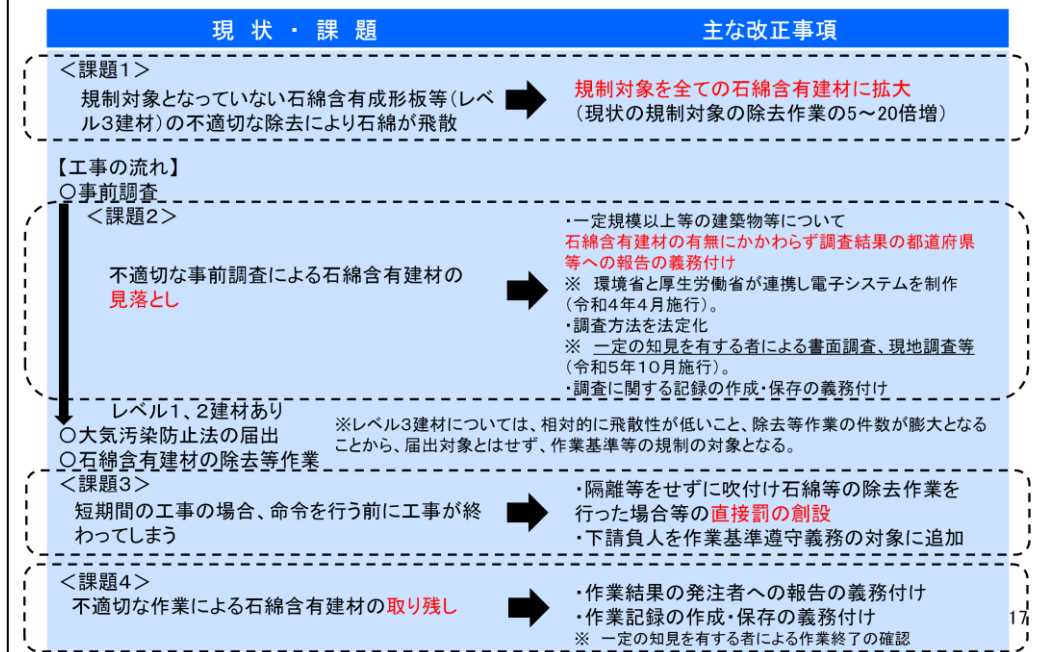 現 状 ・ 課 題
主な改正事項
＜課題１＞
規制対象となっていない石綿含有成形板等（レベ
ル３建材）の不適切な除去により石綿が飛散
規制対象を全ての石綿含有建材に拡大
（現状の規制対象の除去作業の5～20倍増）
【工事の流れ】
○事前調査
＜課題２＞
不適切な事前調査による石綿含有建材の
見落とし
・一定規模以上等の建築物等について
石綿含有建材の有無にかかわらず調査結果の都道府県
等への報告の義務付け
※ 環境省と厚生労働省が連携し電子システムを制作
（令和４年４月施行）。
・調査方法を法定化
※ 一定の知見を有する者による書面調査、現地調査等
（令和５年１０月施行）。
・調査に関する記録の作成・保存の義務付け
レベル１、２建材あり
○大気汚染防止法の届出
○石綿含有建材の除去等作業
※レベル３建材については、相対的に飛散性が低いこと、除去等作業の件数が膨大となる
ことから、届出対象とはせず、作業基準等の規制の対象となる。
＜課題３＞
短期間の工事の場合、命令を行う前に工事が終
わってしまう
・隔離等をせずに吹付け石綿等の除去作業を
行った場合等の直接罰の創設
・下請負人を作業基準遵守義務の対象に追加
＜課題４＞
不適切な作業による石綿含有建材の取り残し
・作業結果の発注者への報告の義務付け
・作業記録の作成・保存の義務付け
※ 一定の知見を有する者による作業終了の確認
17